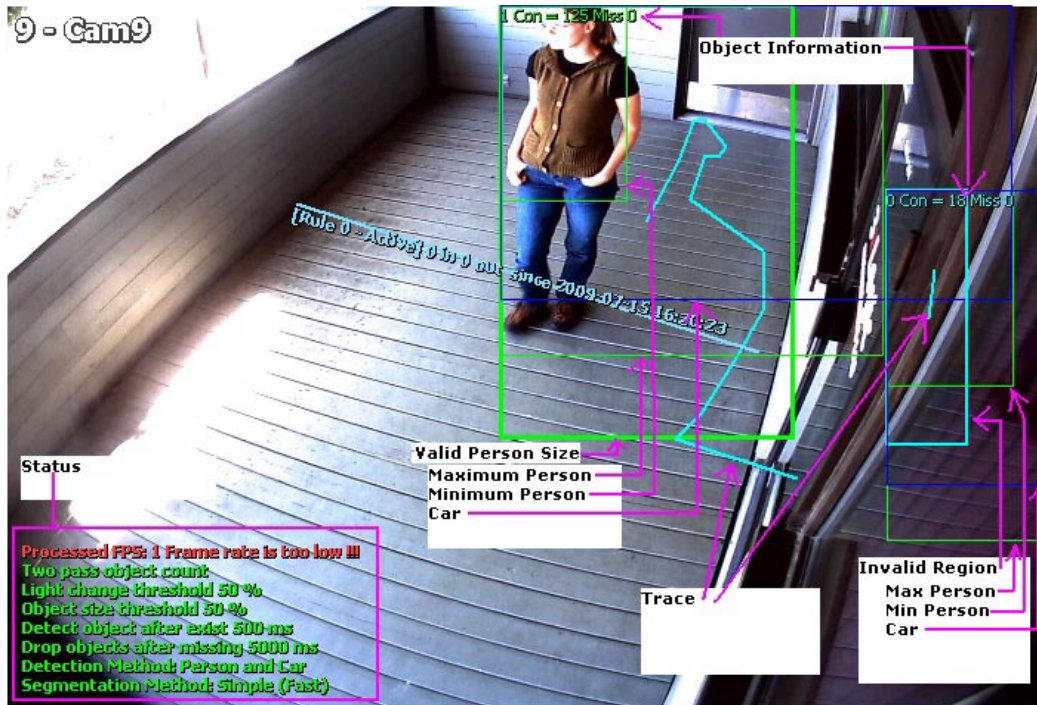 9 - Cam9
1 Con = 125 Miss 0
Object Information
0 Con = 18 Miss 0
[Rule 0 - Active] 0 in 0 out since 2009-07-15 16:20:23
Valid Person Size
Maximum Person
Minimum Person
Car
Status
Processed FPS: 1 Frame rate is too low !!!
Two pass object count
Light change threshold 50 %
Object size threshold 50 %
Detect object after exist 500 ms
Drop objects after missing 5000 ms
Detection Method: Person and Car
Segmentation Method: Simple (Fast)
Trace
Invalid Region
Max Person
Min Person
Car